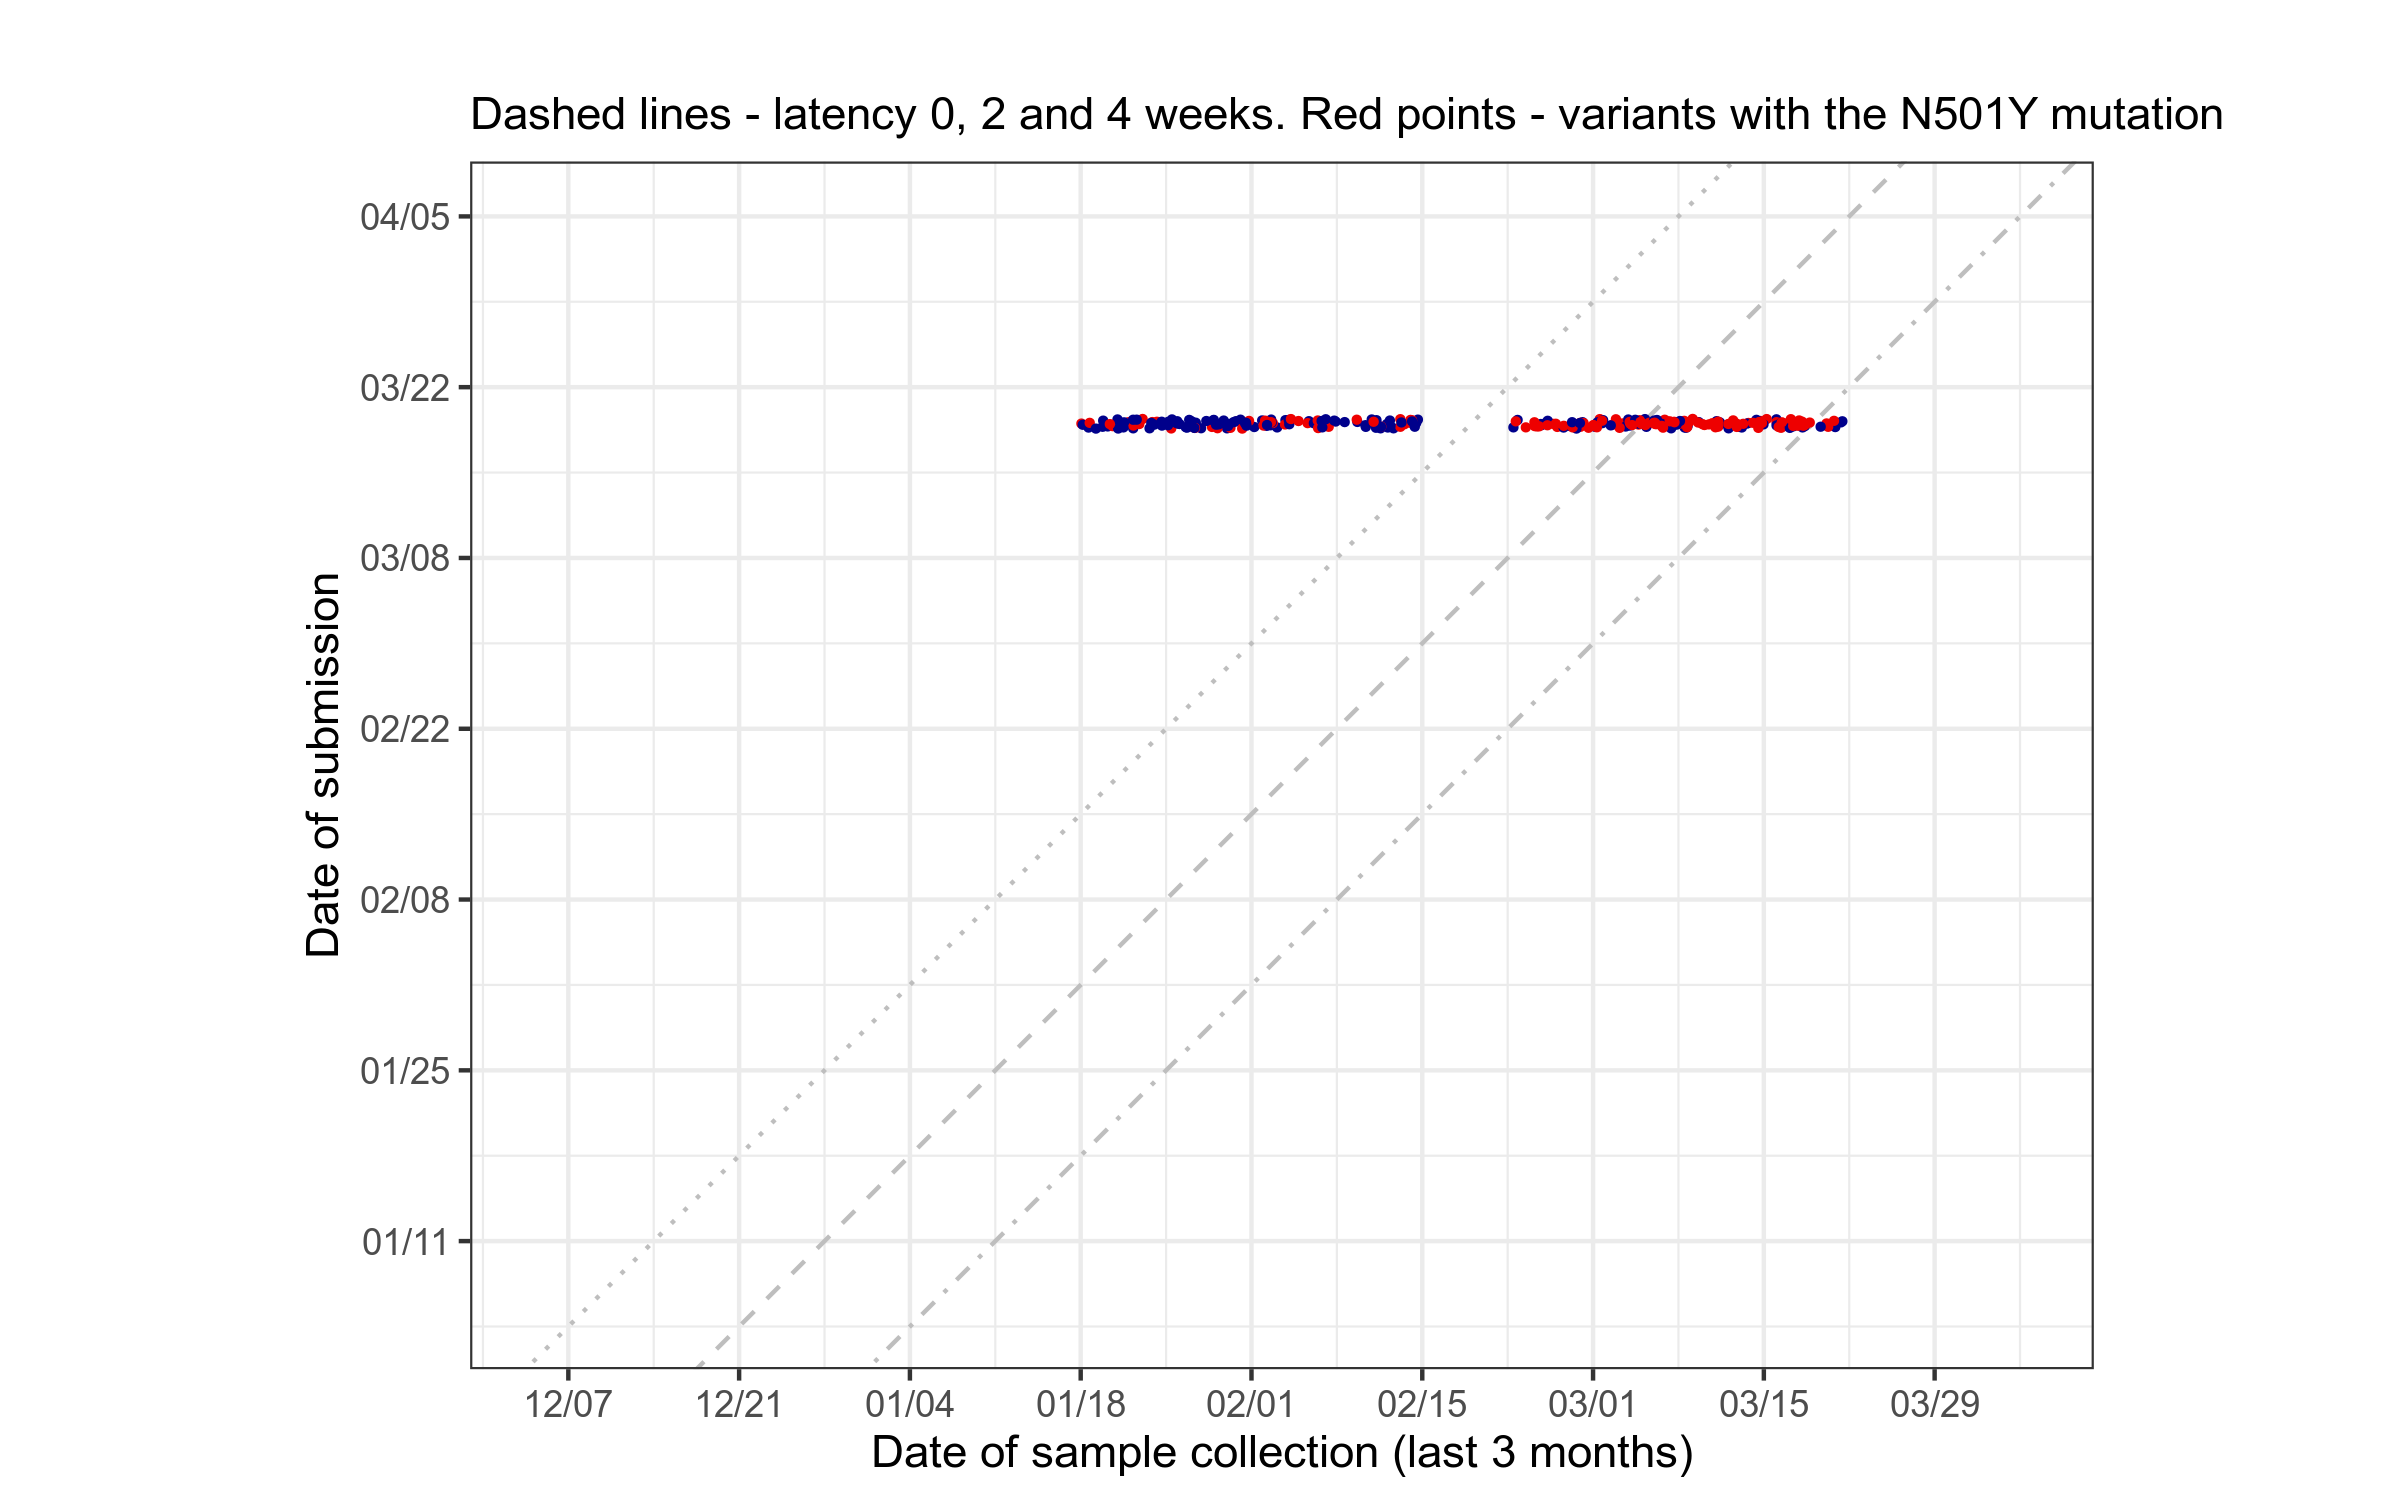 Dashed lines - latency 0, 2 and 4 weeks. Red points - variants with the N501Y mutation
04/05
03/22
03/08
02/22
02/08
01/25
01/11
Date of submission
12/07 12/21 01/04 01/18 02/01 02/15 03/01 03/15 03/29
Date of sample collection (last 3 months)